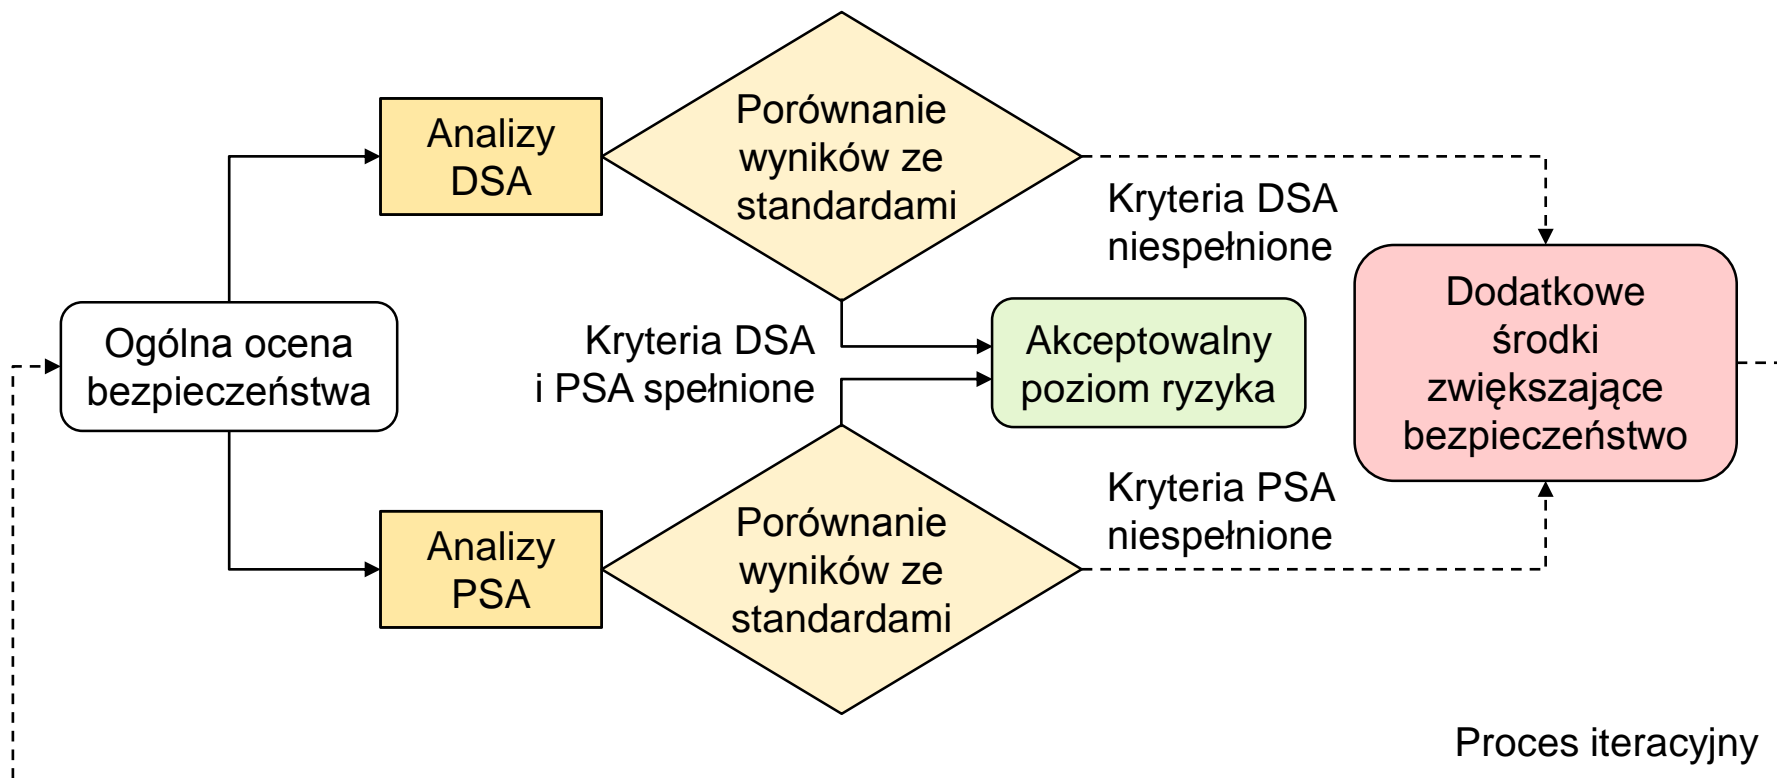 Analizy
DSA
Porównanie
wyników ze
standardami
Kryteria DSA
niespełnione
Ogólna ocena
bezpieczeństwa
Kryteria DSA
i PSA spełnione
Akceptowalny
poziom ryzyka
Dodatkowe
środki
zwiększające
bezpieczeństwo
Analizy
PSA
Porównanie
wyników ze
standardami
Kryteria PSA
niespełnione
Proces iteracyjny